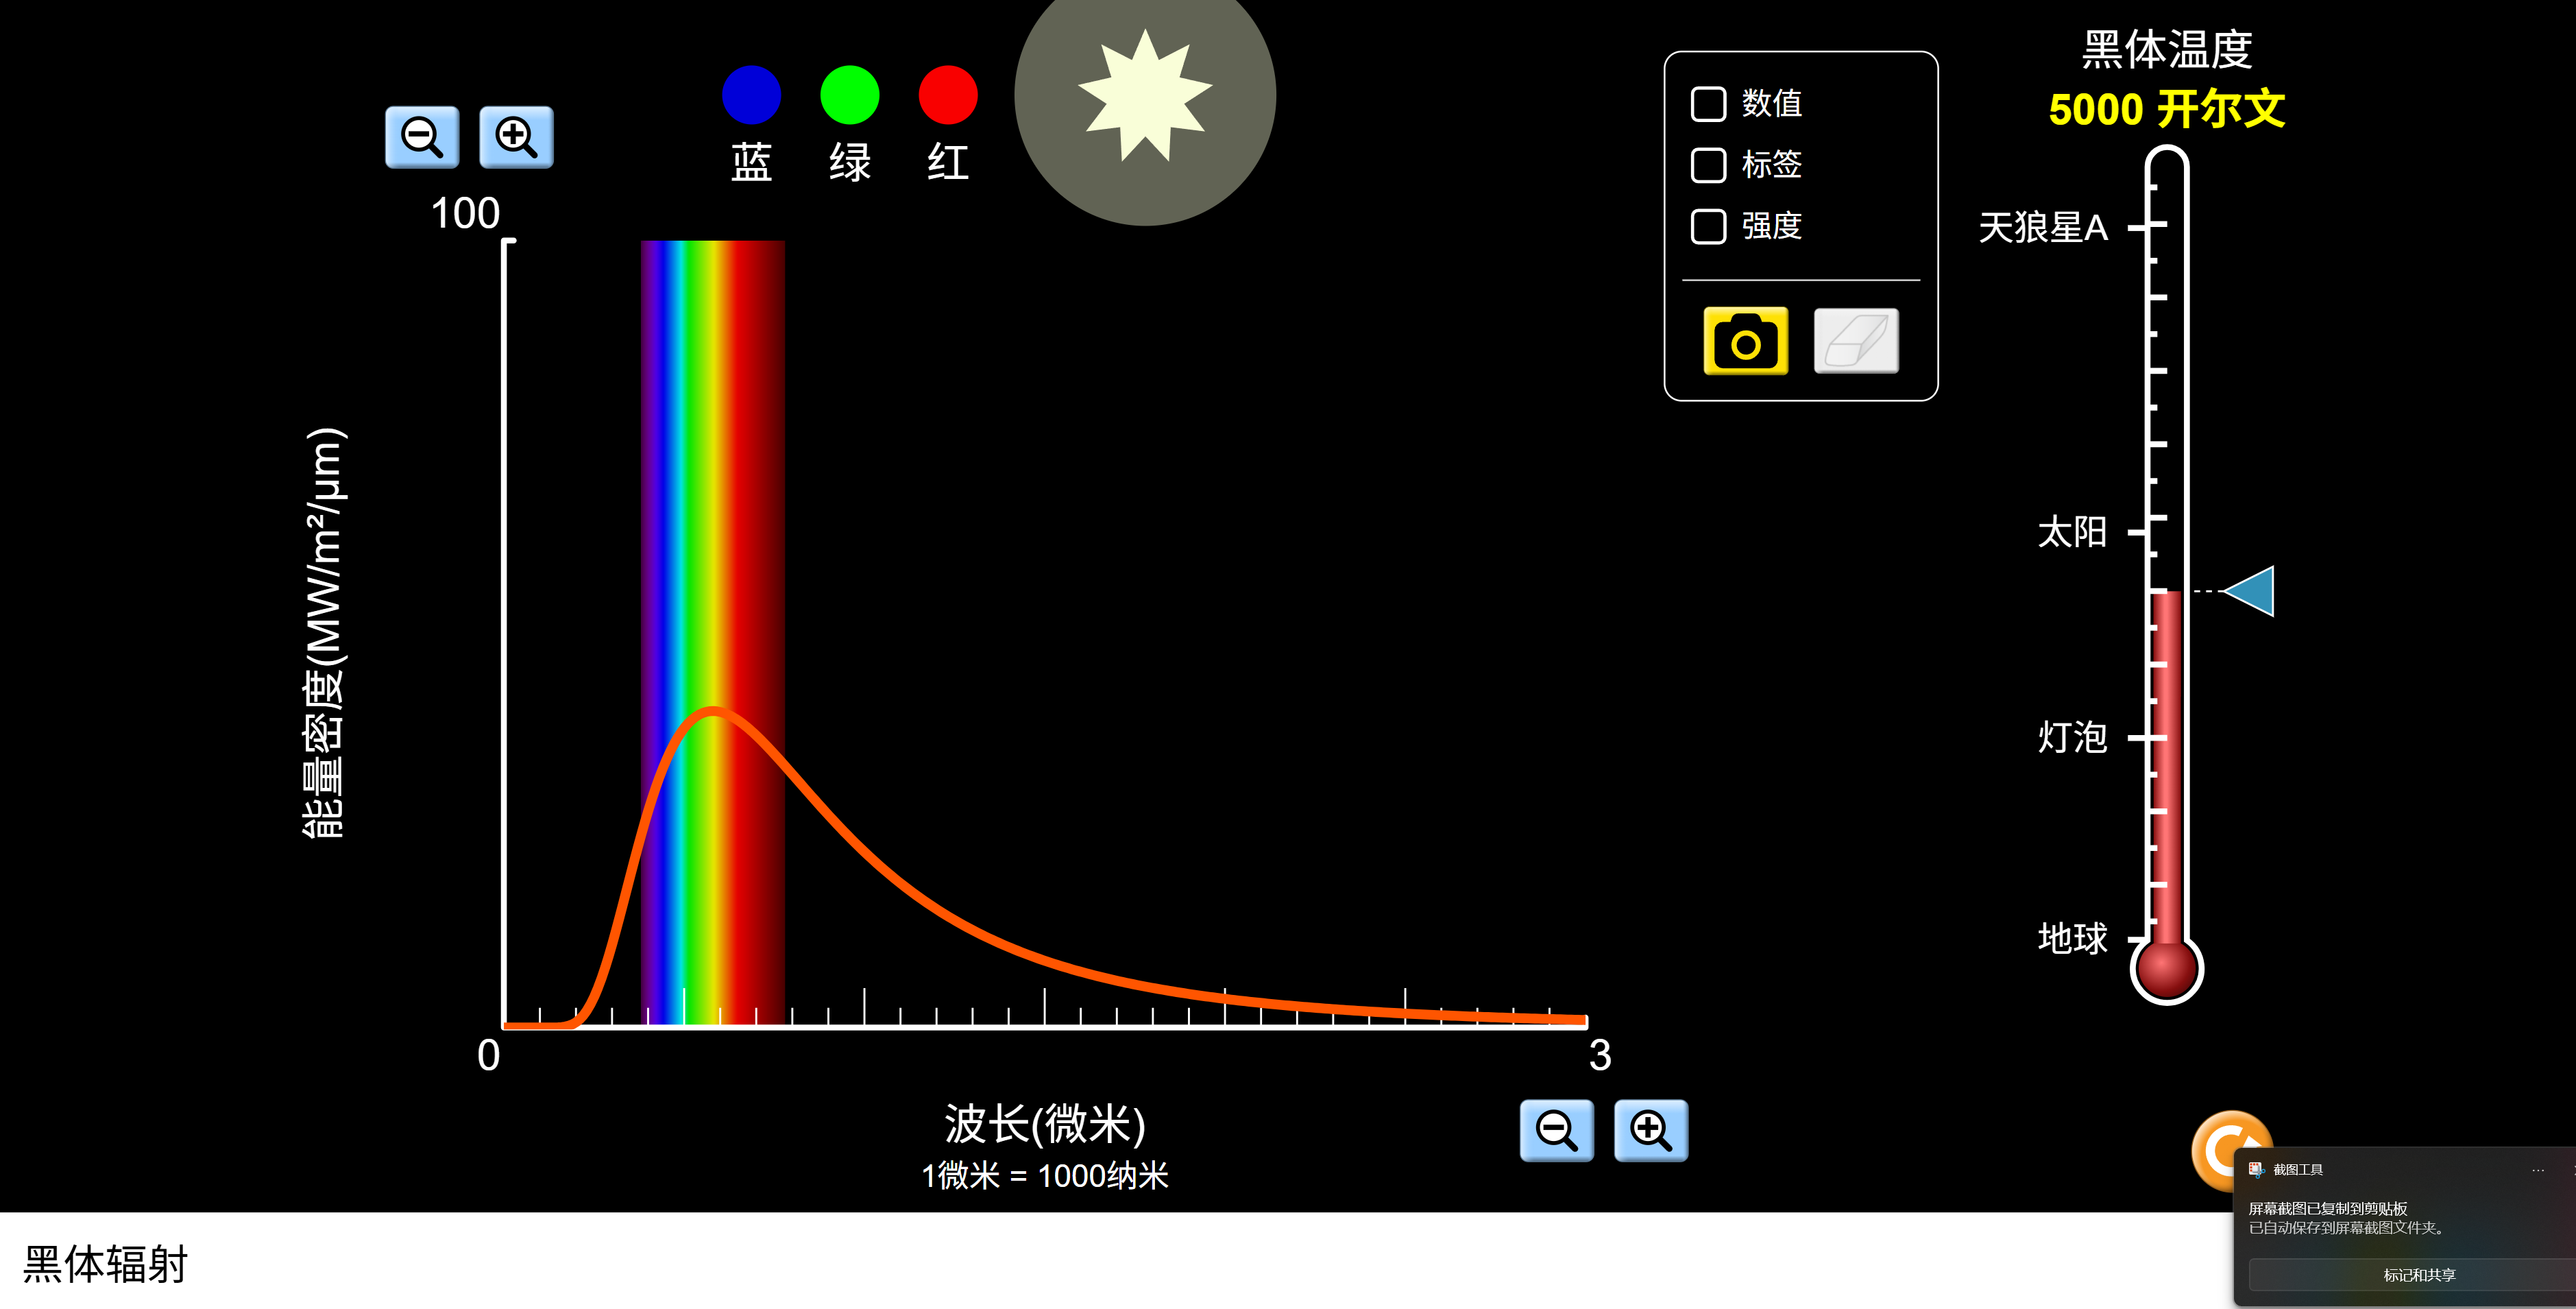 黑体温度
5000 开尔文
蓝
绿
红
数值
标签
强度
100
天狼星A
太阳
灯泡
地球
能量密度(MW/m²/μm)
0
3
波长(微米)
1微米 = 1000纳米
截图工具
屏幕截图已复制到剪贴板
已自动保存到屏幕截图文件夹。
标记和共享
黑体辐射